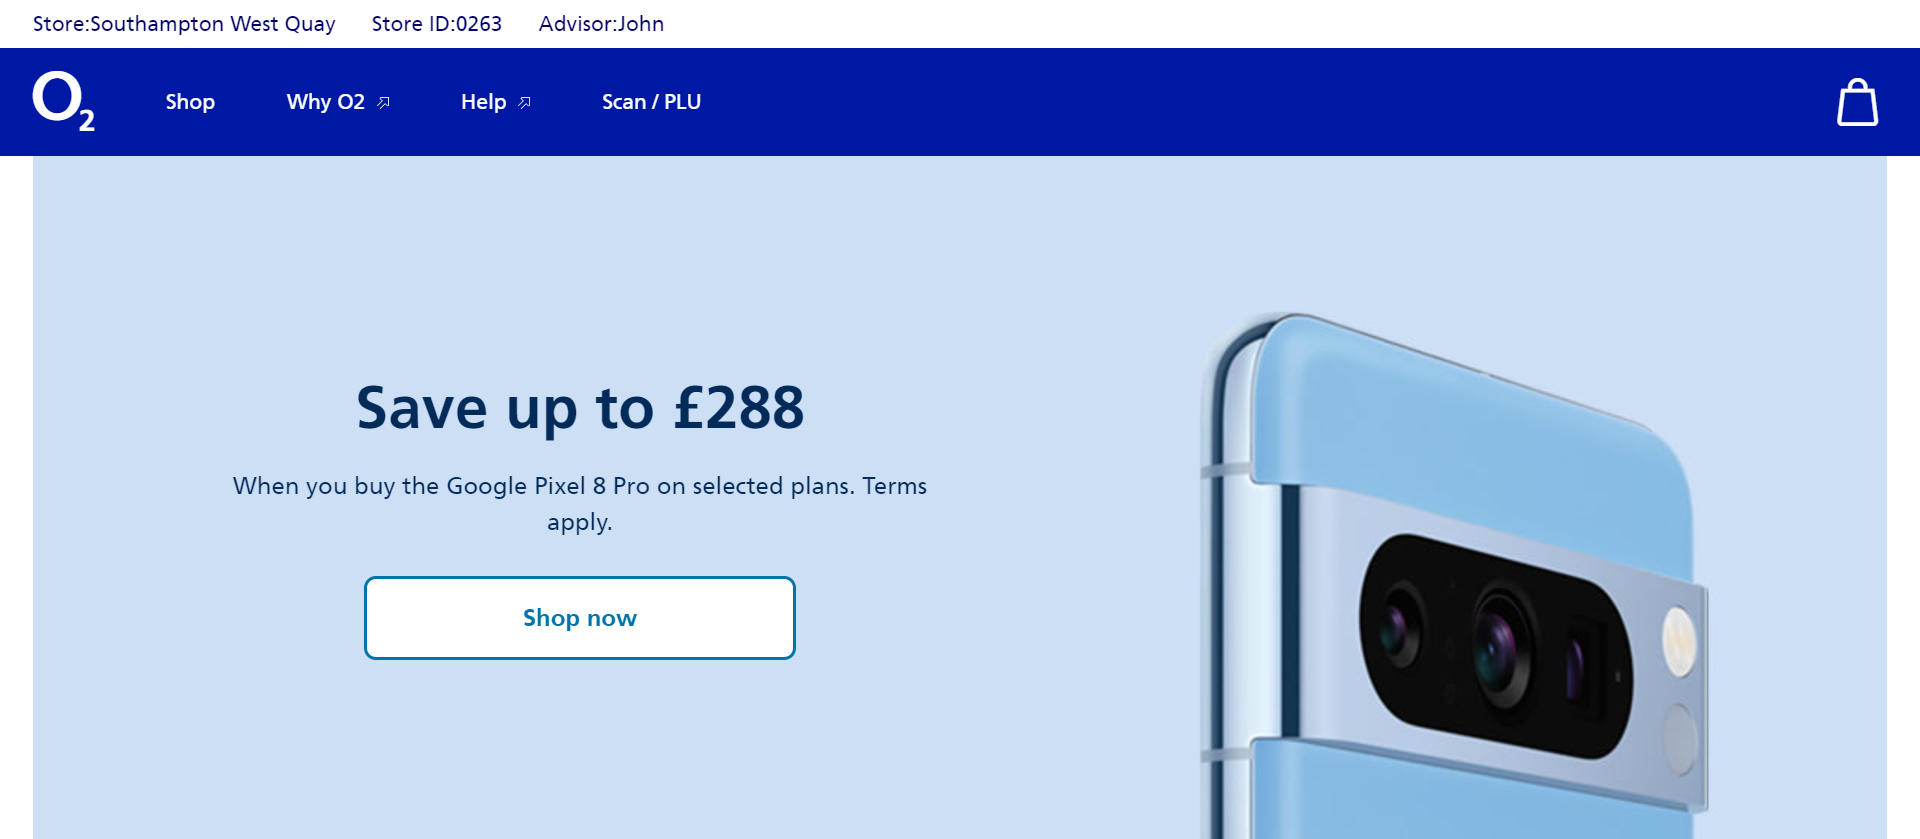 Store:Southampton West Quay Store ID:0263 Advisor:John
O2 Shop Why O2 Help Scan / PLU
Save up to £288
When you buy the Google Pixel 8 Pro on selected plans. Terms
apply.
Shop now